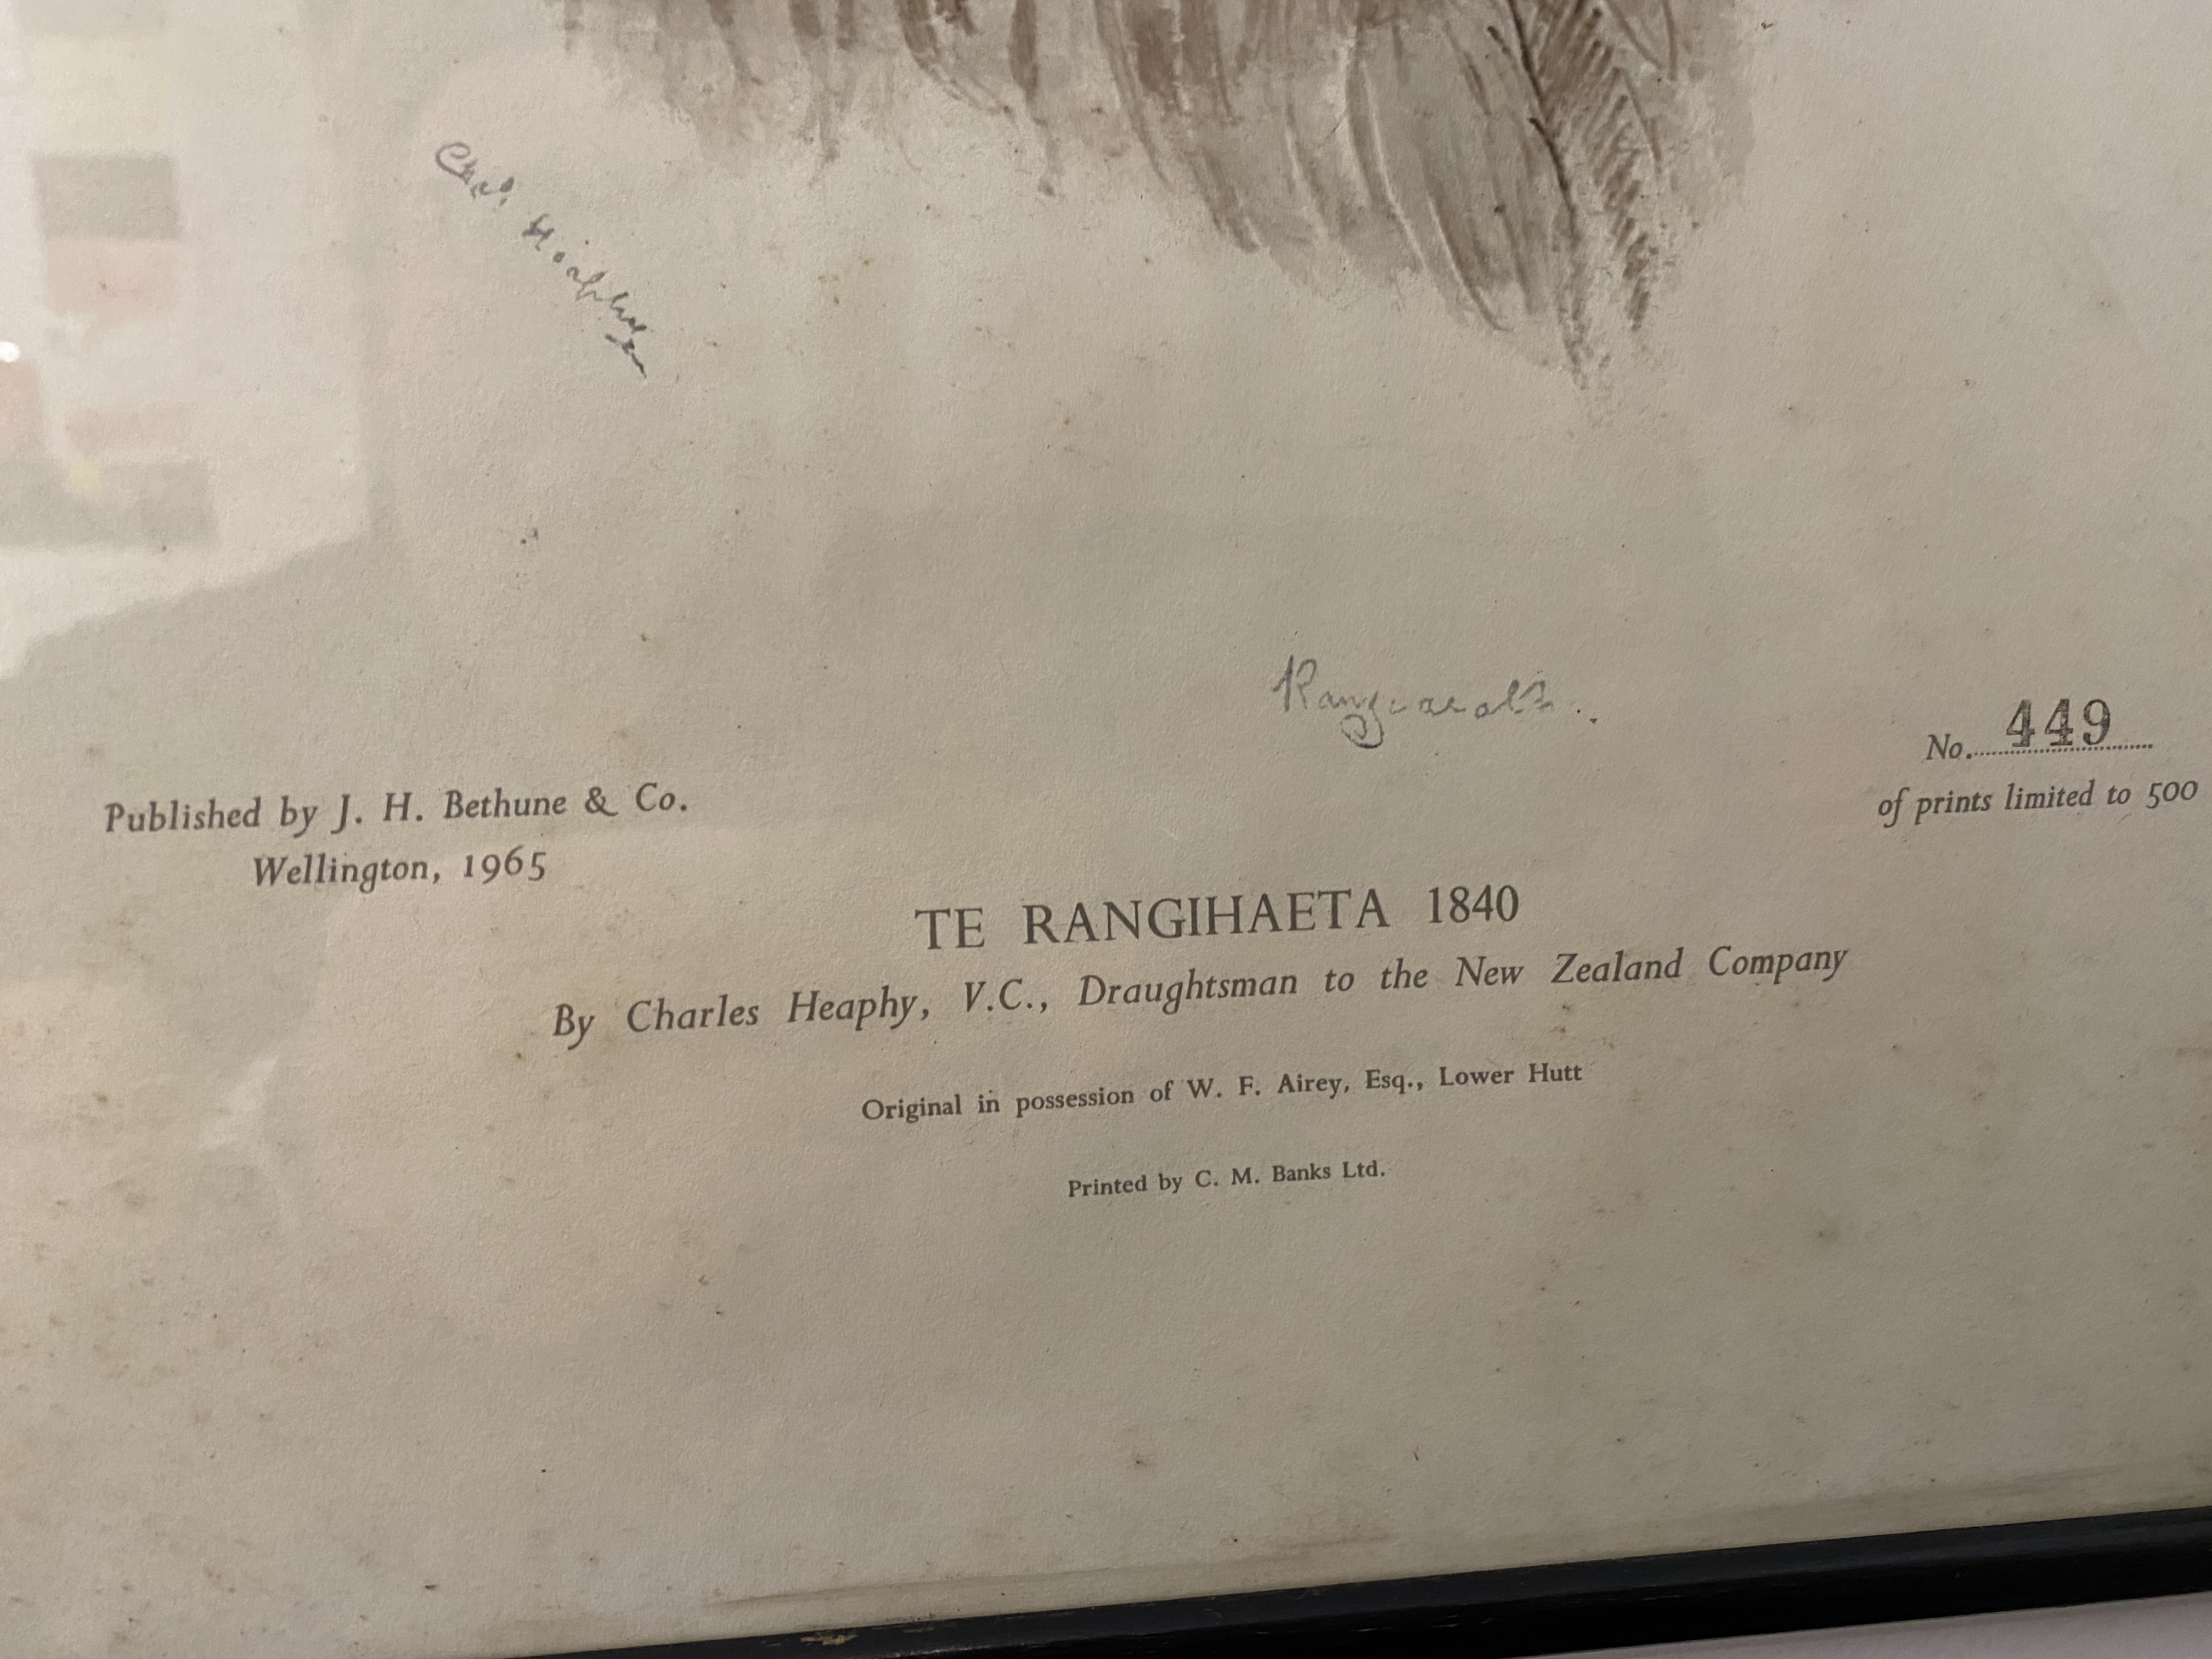 Chas. Heaphy
Published by J. H. Bethune & Co.
Wellington, 1965
No. 449
of prints limited to 500
TE RANGIHAETA 1840
By Charles Heaphy, V.C., Draughtsman to the New Zealand Company
Original in possession of W. F. Airey, Esq., Lower Hutt
Printed by C. M. Banks Ltd.